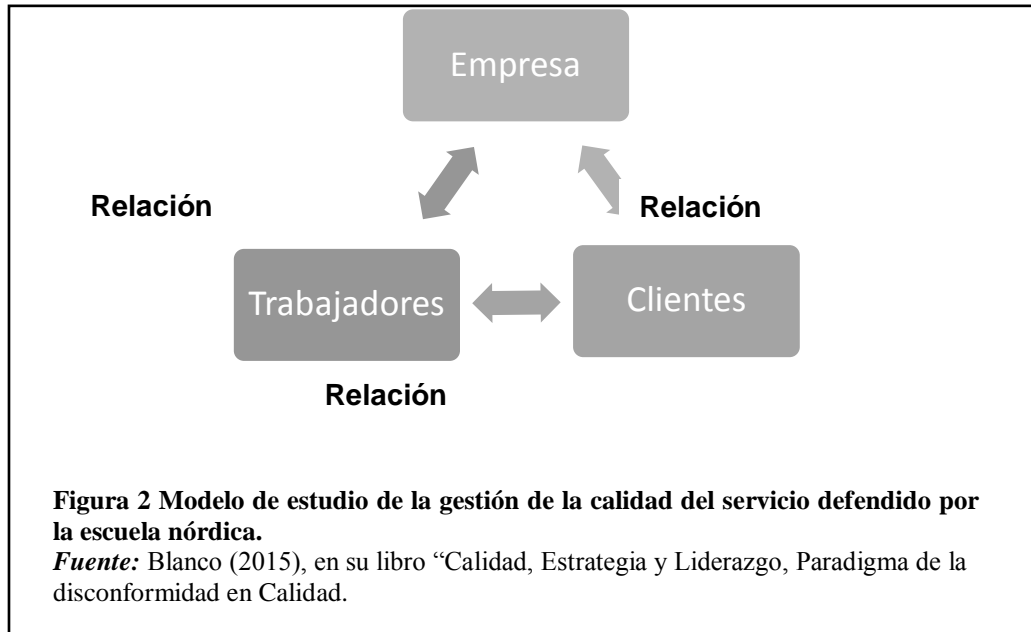 Empresa
Relación
Relación
Trabajadores
Clientes
Relación
Figura 2 Modelo de estudio de la gestión de la calidad del servicio defendido por
la escuela nórdica.
Fuente: Blanco (2015), en su libro “Calidad, Estrategia y Liderazgo, Paradigma de la
disconformidad en Calidad.